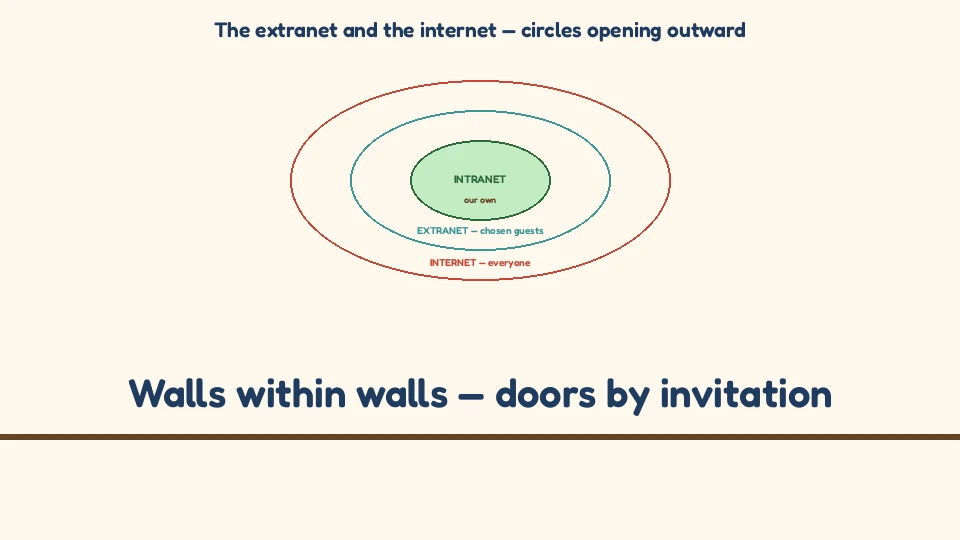 The extranet and the internet — circles opening outward
INTRANET
our own
EXTRANET — chosen guests
INTERNET — everyone
Walls within walls — doors by invitation